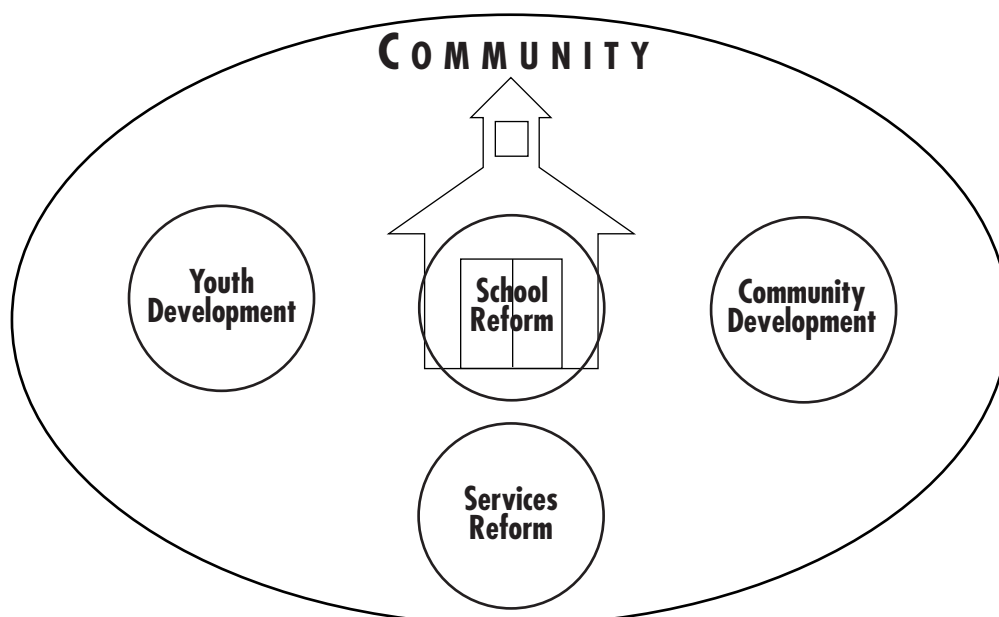 COMMUNITY
Youth
Development
School
Reform
Community
Development
Services
Reform